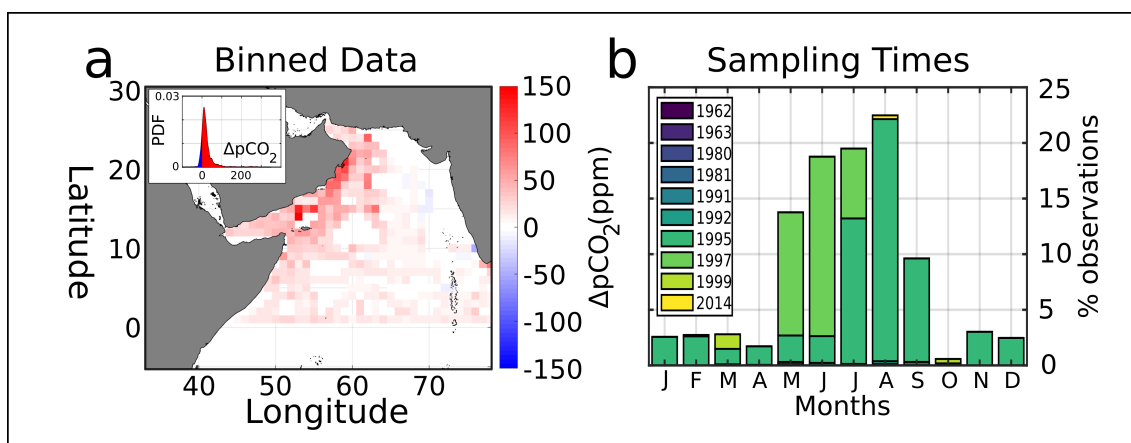 a
Binned Data
30
20
10
0
Latitude
0.03
0
PDF
ΔpCO2
0
200
40
50
60
70
Longitude
150
100
50
0
-50
-100
-150
ΔpCO2(ppm)
b
Sampling Times
1962
1963
1980
1981
1991
1992
1995
1997
1999
2014
25
20
15
10
5
0
% observations
J F M A M J J A S O N D
Months